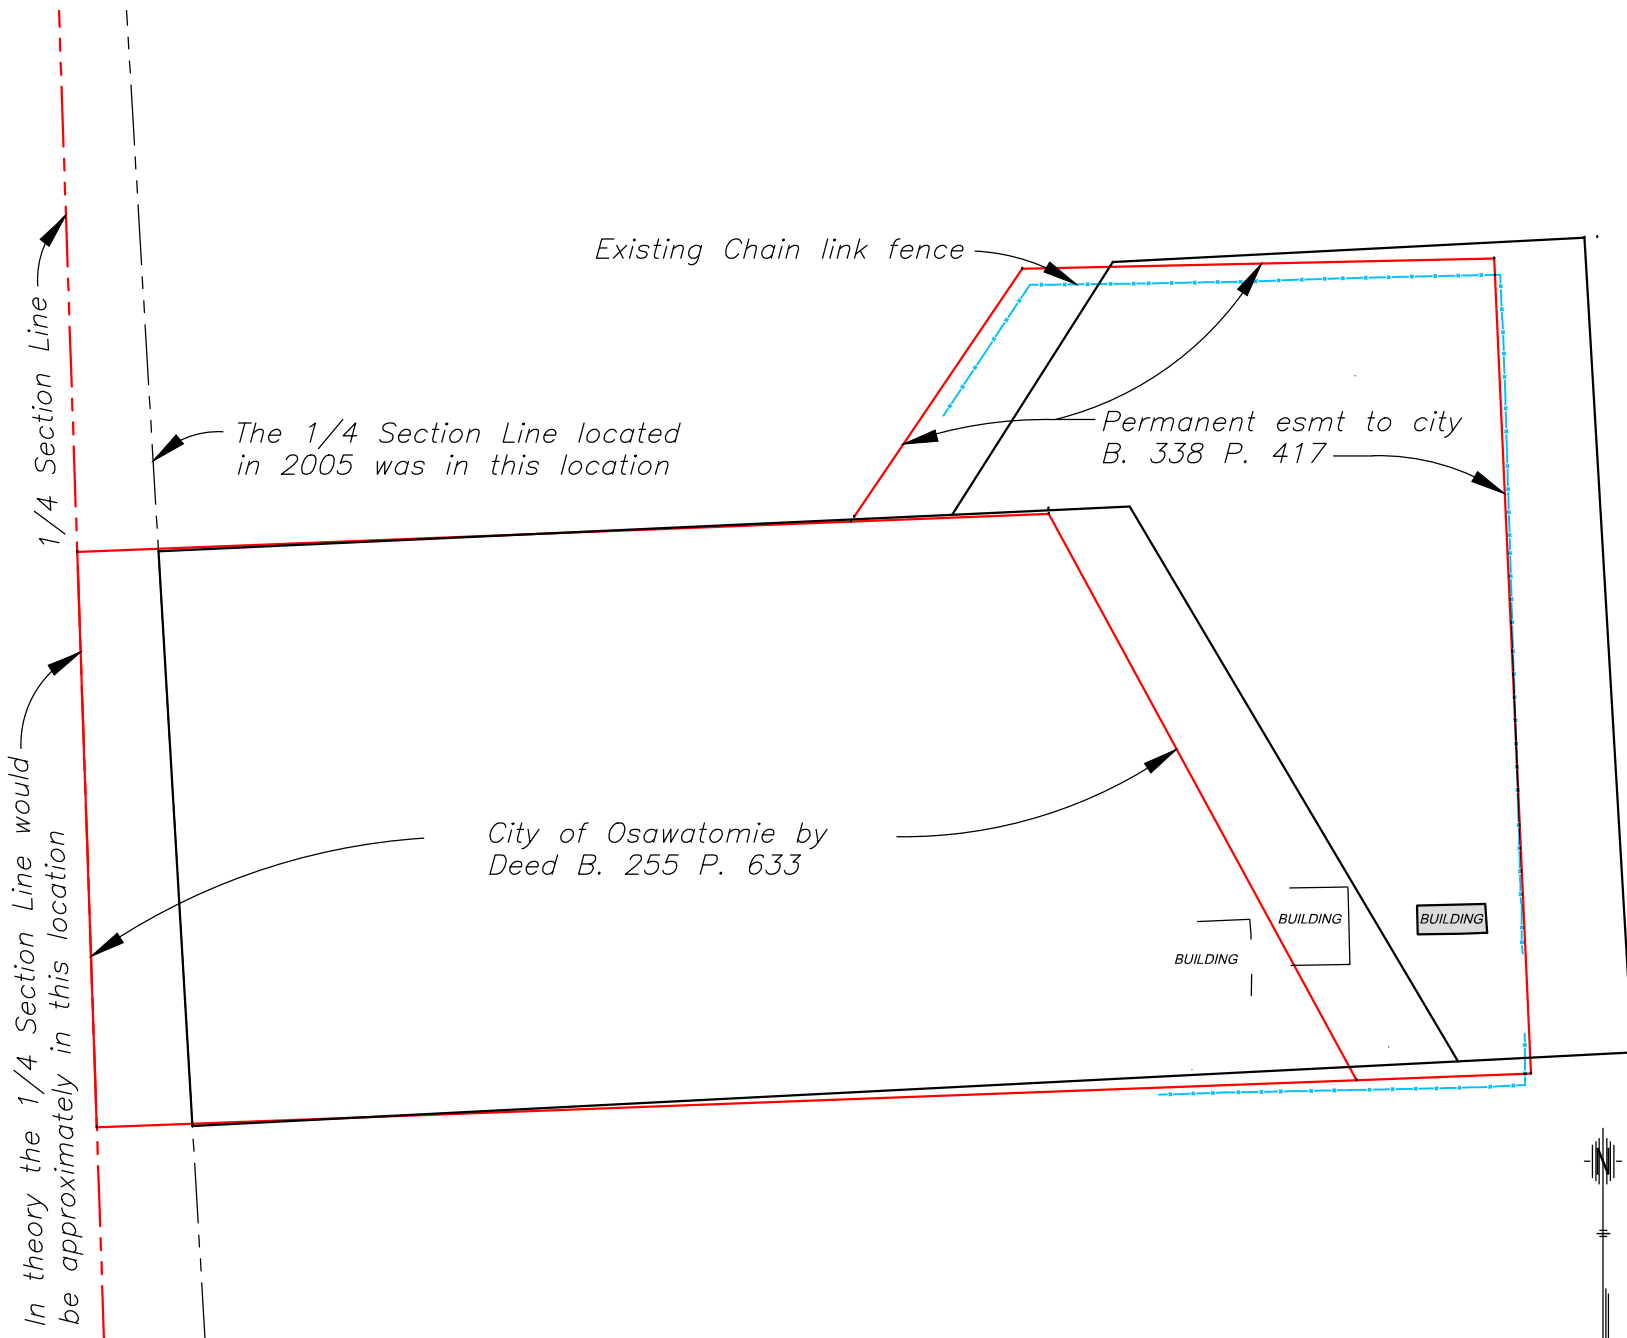 Existing Chain link fence
1/4 Section Line
The 1/4 Section Line located
in 2005 was in this location
Permanent esmt to city
B. 338 P. 417
City of Osawatomie by
Deed B. 255 P. 633
In theory the 1/4 Section Line would
be approximately in this location
BUILDING
BUILDING
BUILDING
N